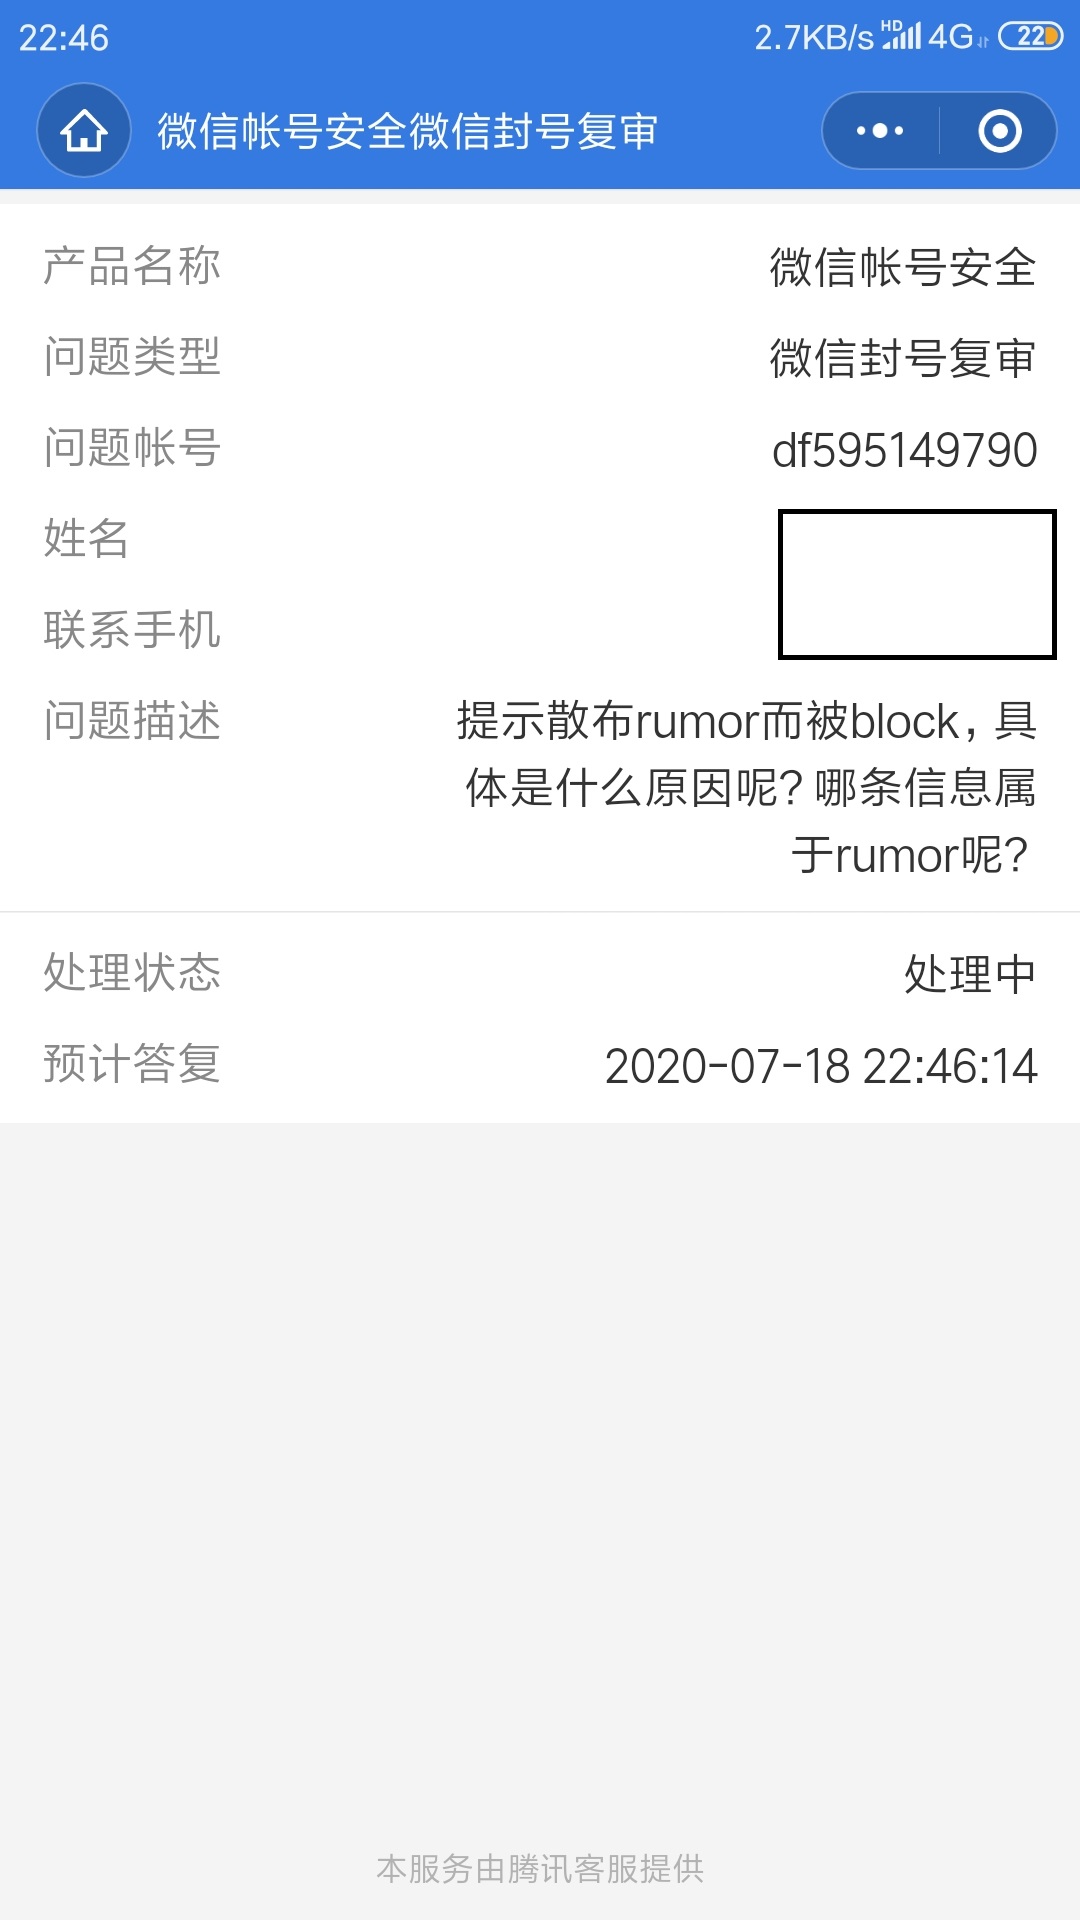 22:46
2.7KB/s HD 4G 22
微信帐号安全微信封号复审
产品名称 微信帐号安全
问题类型 微信封号复审
问题帐号 df595149790
姓名
联系手机
问题描述 提示散布rumor而被block，具
体是什么原因呢？哪条信息属
于rumor呢？
处理状态 处理中
预计答复 2020-07-18 22:46:14
本服务由腾讯客服提供